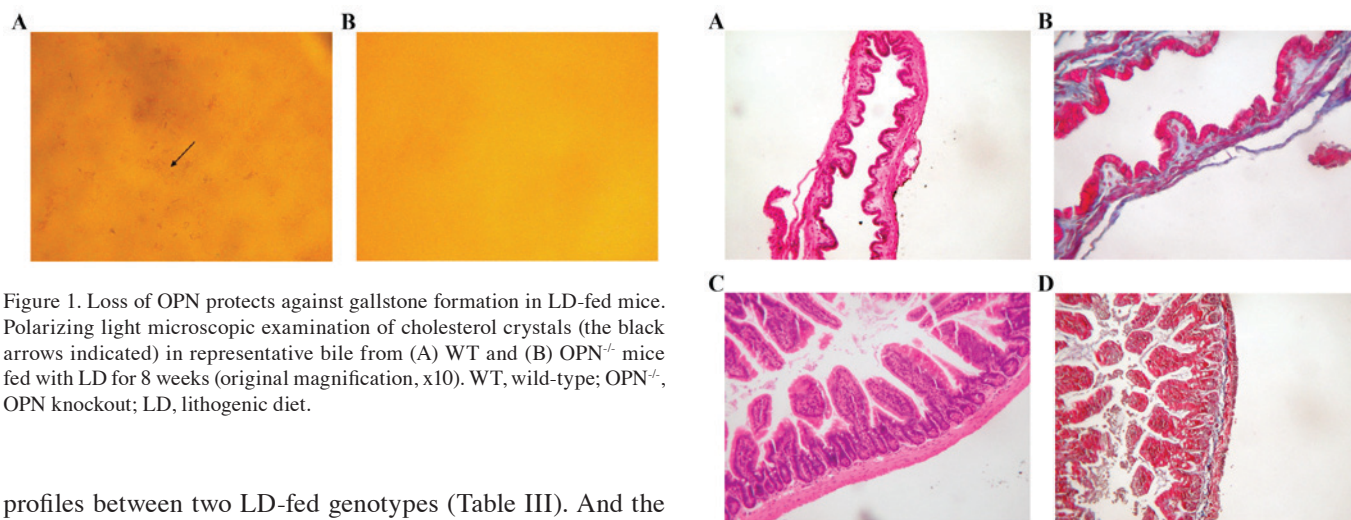 A
B
Figure 1. Loss of OPN protects against gallstone formation in LD-fed mice.
Polarizing light microscopic examination of cholesterol crystals (the black
arrows indicated) in representative bile from (A) WT and (B) OPN-/- mice
fed with LD for 8 weeks (original magnification, x10). WT, wild-type; OPN-/-,
OPN knockout; LD, lithogenic diet.
profiles between two LD-fed genotypes (Table III). And the
A
B
C
D